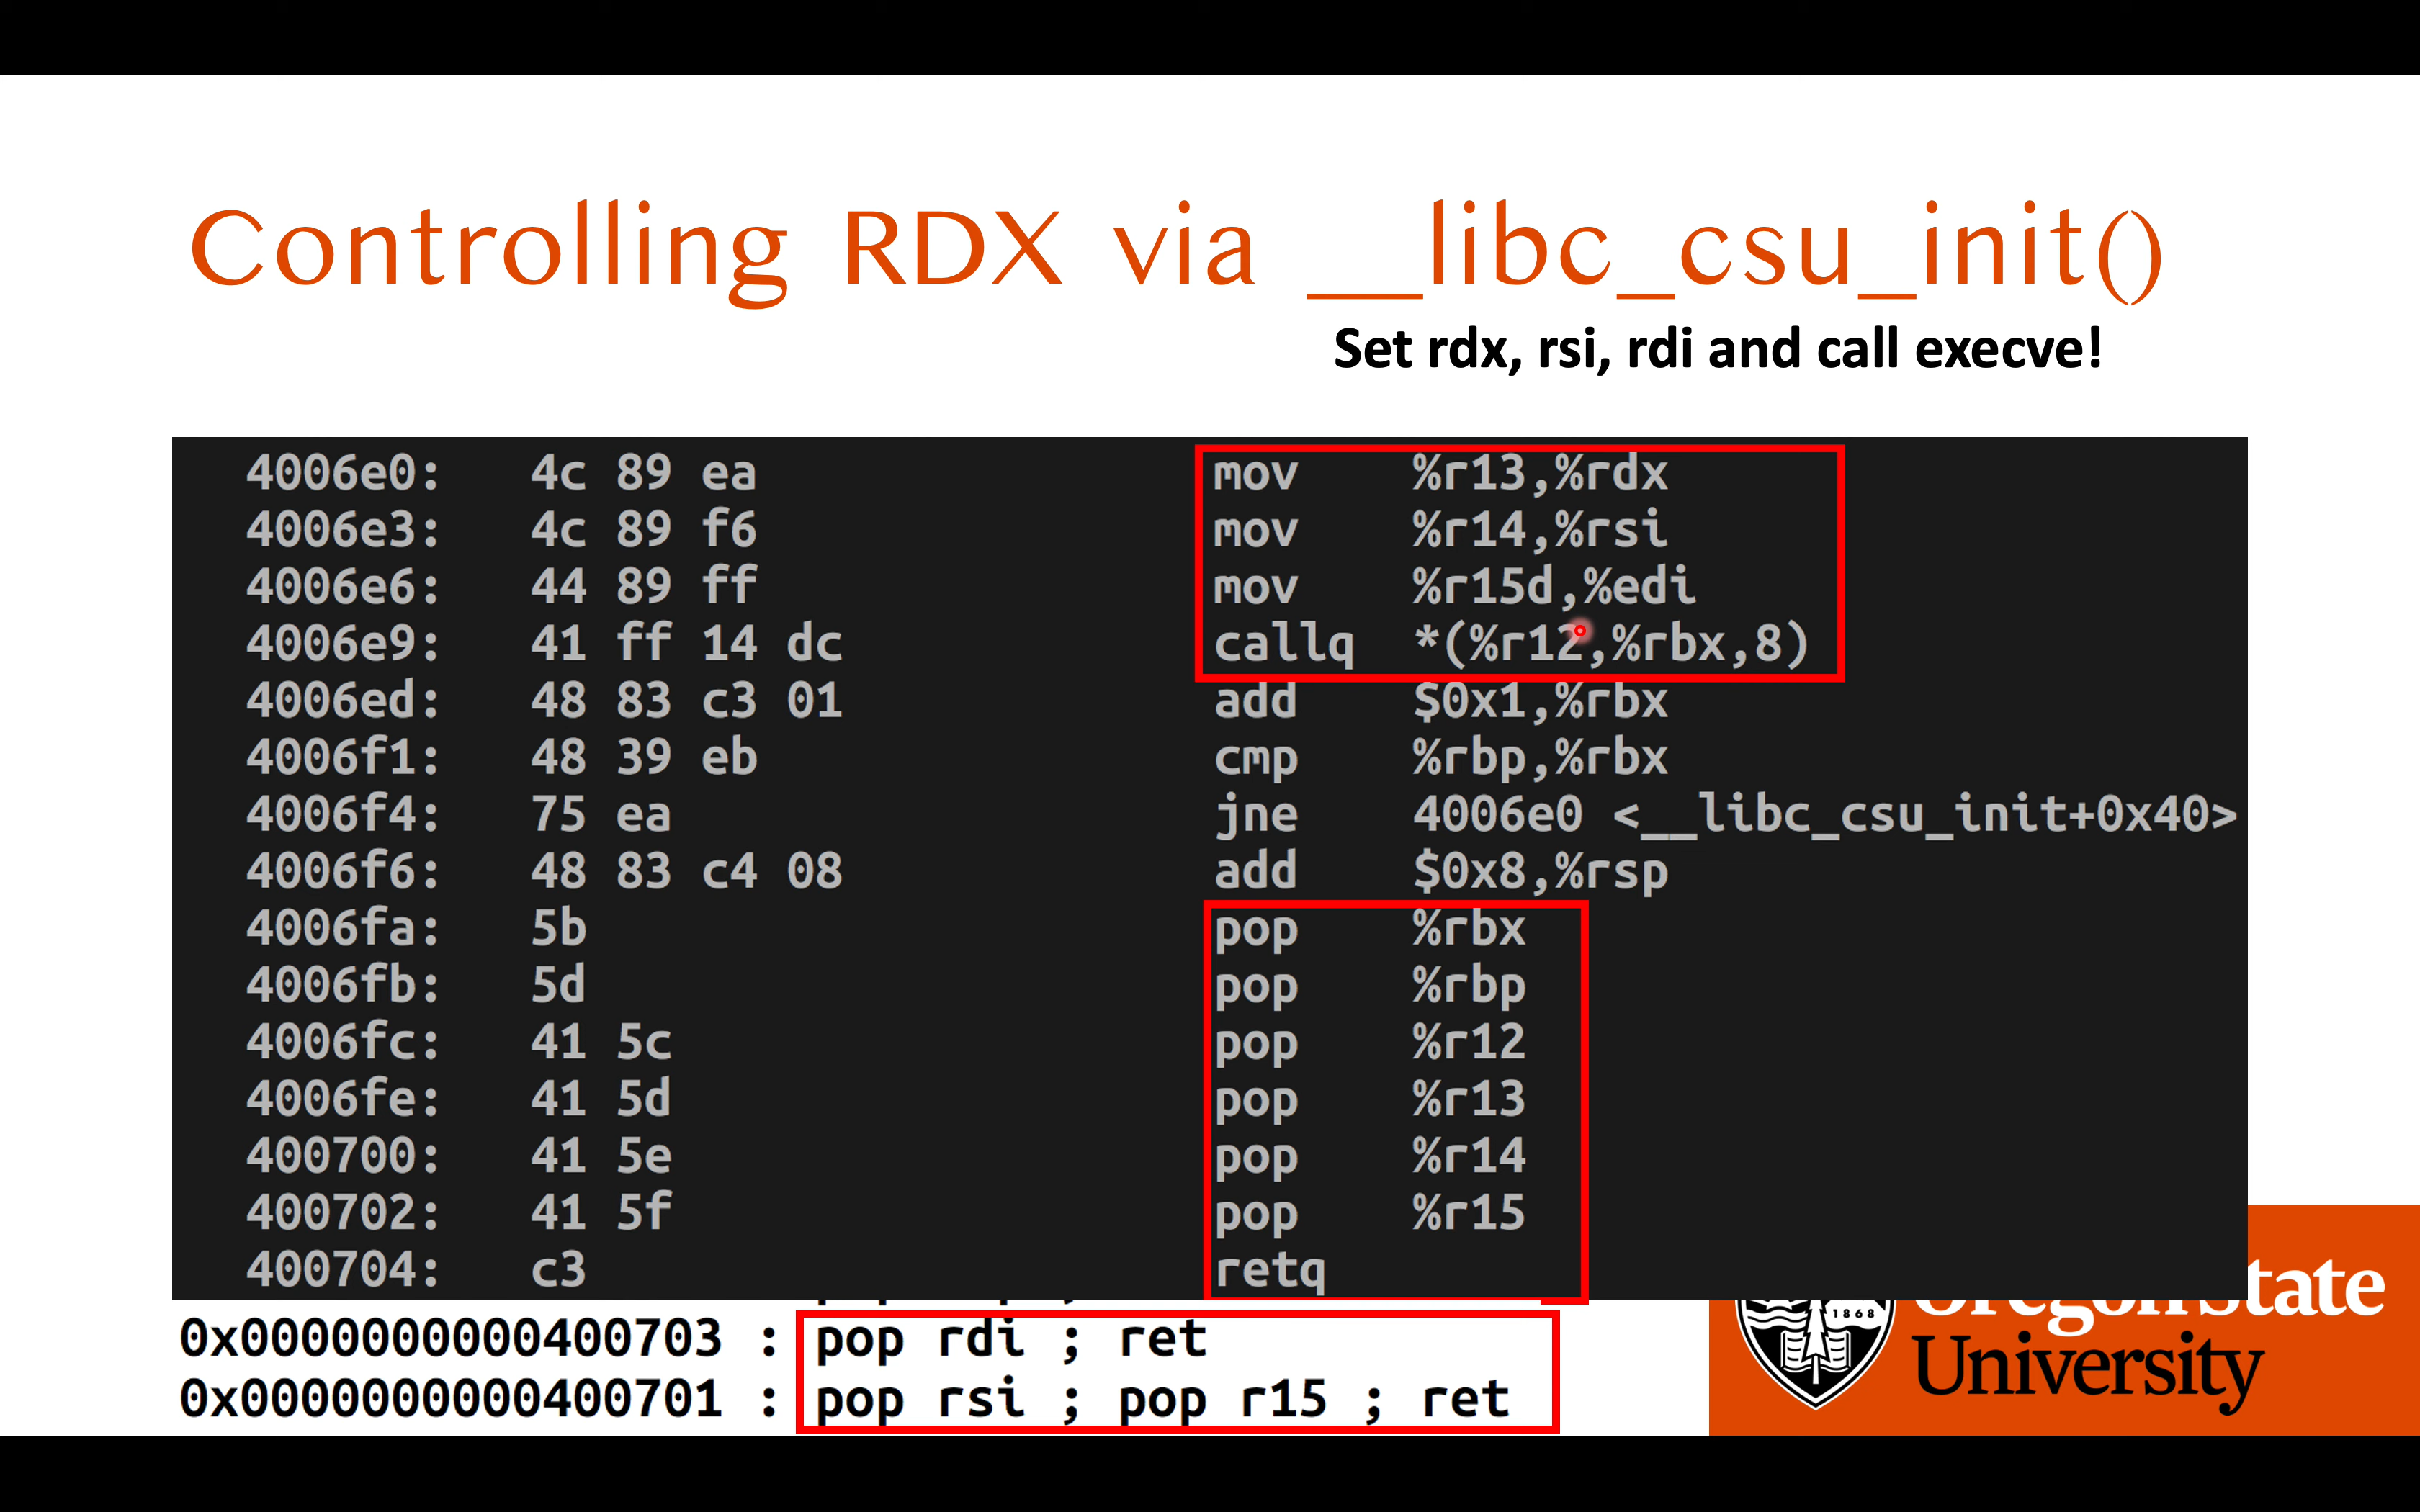 Controlling RDX via __libc_csu_init()
Set rdx, rsi, rdi and call execve!
4006e0: 4c 89 ea mov %r13,%rdx
4006e3: 4c 89 f6 mov %r14,%rsi
4006e6: 44 89 ff mov %r15d,%edi
4006e9: 41 ff 14 dc callq *(%r12,%rbx,8)
4006ed: 48 83 c3 01 add $0x1,%rbx
4006f1: 48 39 eb cmp %rbp,%rbx
4006f4: 75 ea jne 4006e0 <__libc_csu_init+0x40>
4006f6: 48 83 c4 08 add $0x8,%rsp
4006fa: 5b pop %rbx
4006fb: 5d pop %rbp
4006fc: 41 5c pop %r12
4006fe: 41 5d pop %r13
400700: 41 5e pop %r14
400702: 41 5f pop %r15
400704: c3 retq
0x0000000000400703 : pop rdi ; ret
0x0000000000400701 : pop rsi ; pop r15 ; ret
1868
Oregon State
University